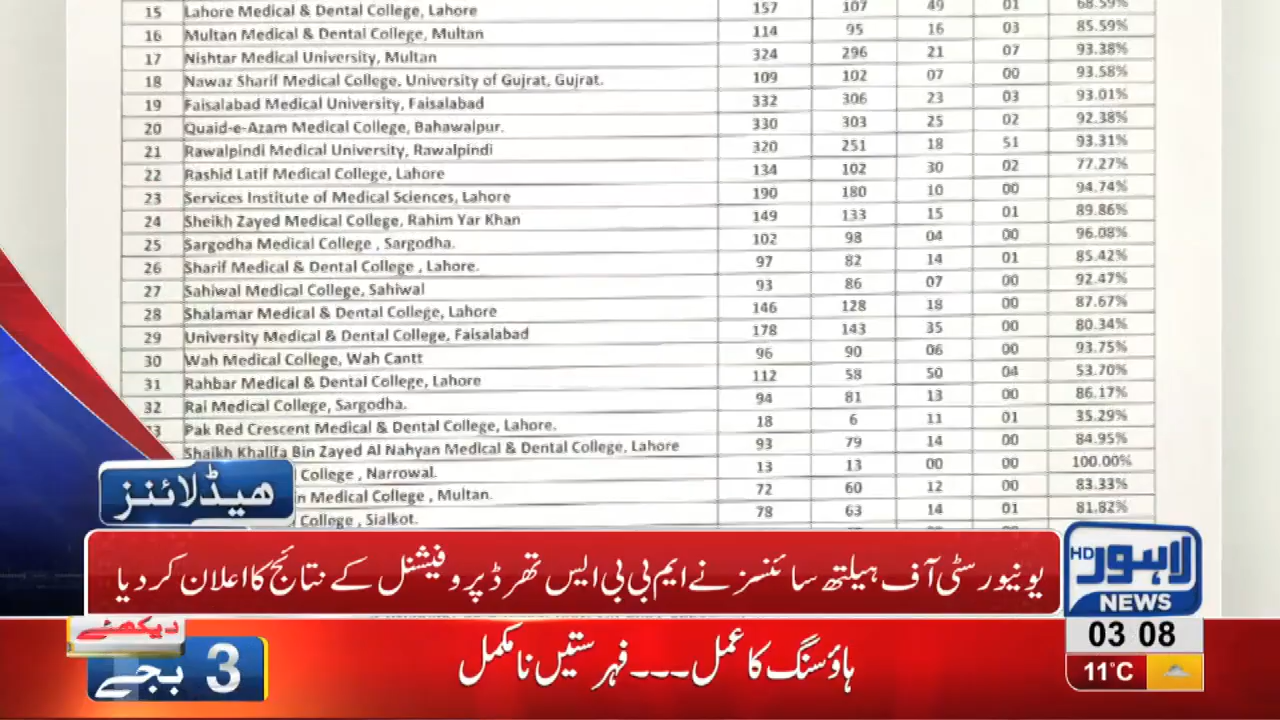 15 Lahore Medical & Dental College, Lahore 157 107 49 01 68.59%
16 Multan Medical & Dental College, Multan 114 95 16 03 85.59%
17 Nishtar Medical University, Multan 324 296 21 07 93.38%
18 Nawaz Sharif Medical College, University of Gujrat, Gujrat. 109 102 07 00 93.58%
19 Faisalabad Medical University, Faisalabad 332 306 23 03 93.01%
20 Quaid-e-Azam Medical College, Bahawalpur. 330 303 25 02 92.38%
21 Rawalpindi Medical University, Rawalpindi 320 251 18 51 93.31%
22 Rashid Latif Medical College, Lahore 134 102 30 02 77.27%
23 Services Institute of Medical Sciences, Lahore 190 180 10 00 94.74%
24 Sheikh Zayed Medical College, Rahim Yar Khan 149 133 15 01 89.86%
25 Sargodha Medical College , Sargodha. 102 98 04 00 96.08%
26 Sharif Medical & Dental College , Lahore. 97 82 14 01 85.42%
27 Sahiwal Medical College, Sahiwal 93 86 07 00 92.47%
28 Shalamar Medical & Dental College, Lahore 146 128 18 00 87.67%
29 University Medical & Dental College, Faisalabad 178 143 35 00 80.34%
30 Wah Medical College, Wah Cantt 96 90 06 00 93.75%
31 Rahbar Medical & Dental College, Lahore 112 58 50 04 53.70%
32 Rai Medical College, Sargodha. 94 81 13 00 86.17%
3 Pak Red Crescent Medical & Dental College, Lahore. 18 6 11 01 35.29%
Shaikh Khalifa Bin Zayed Al Nahyan Medical & Dental College, Lahore 93 79 14 00 84.95%
College , Narrowal. 13 13 00 00 100.00%
n Medical College , Multan. 72 60 12 00 83.33%
College , Sialkot. 78 63 14 01 81.82%
ھیڈلائنز
یونیورسٹی آف ہیلتھ سائنسز نے ایم بی بی ایس تھرڈ پروفیشنل کے نتائج کا اعلان کر دیا
لاہور HD
NEWS
03 08
11°C
دیکھئے
3 بجے
ہاؤسنگ کا عمل ۔۔۔ فہرستیں نامکمل